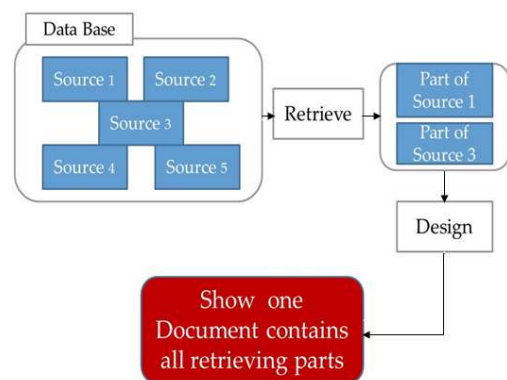 Data Base
Source 1
Source 2
Source 3
Source 4
Source 5
Retrieve
Part of
Source 1
Part of
Source 3
Design
Show one
Document contains
all retrieving parts